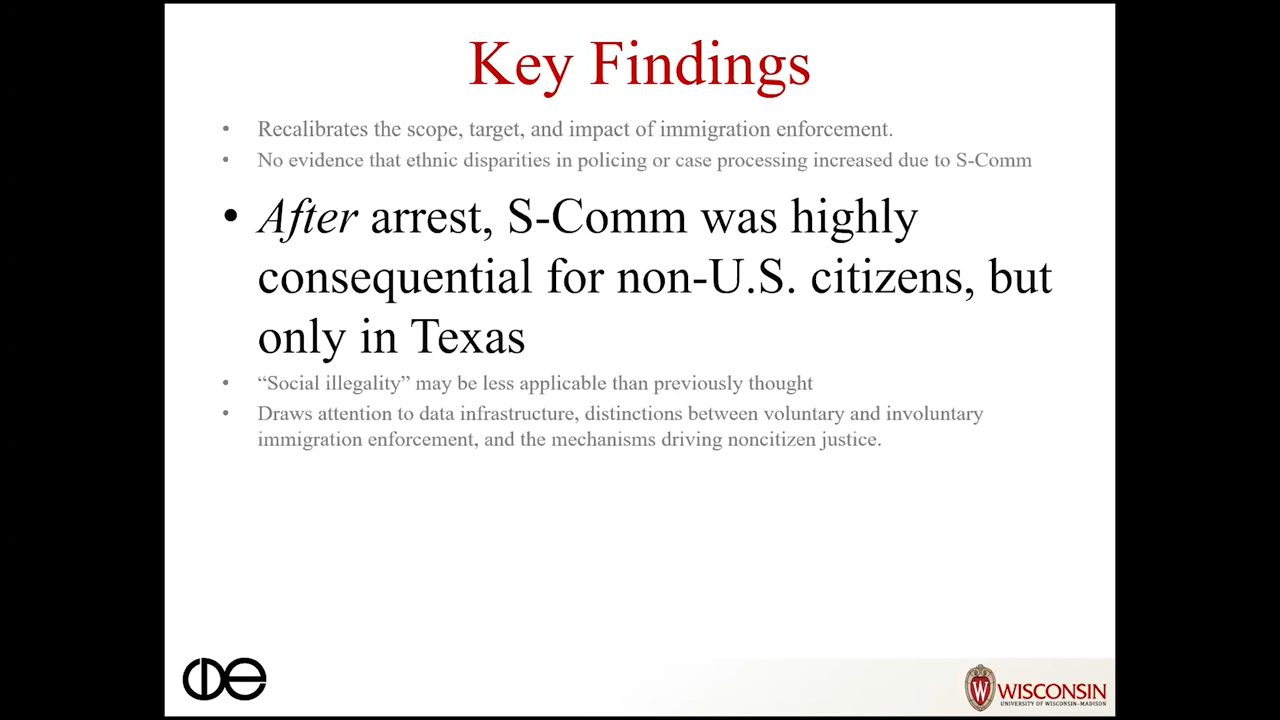 Key Findings
• Recalibrates the scope, target, and impact of immigration enforcement.
• No evidence that ethnic disparities in policing or case processing increased due to S-Comm
• After arrest, S-Comm was highly
consequential for non-U.S. citizens, but
only in Texas
• “Social illegality” may be less applicable than previously thought
• Draws attention to data infrastructure, distinctions between voluntary and involuntary
immigration enforcement, and the mechanisms driving noncitizen justice.
cde
W
WISCONSIN
UNIVERSITY OF WISCONSIN–MADISON